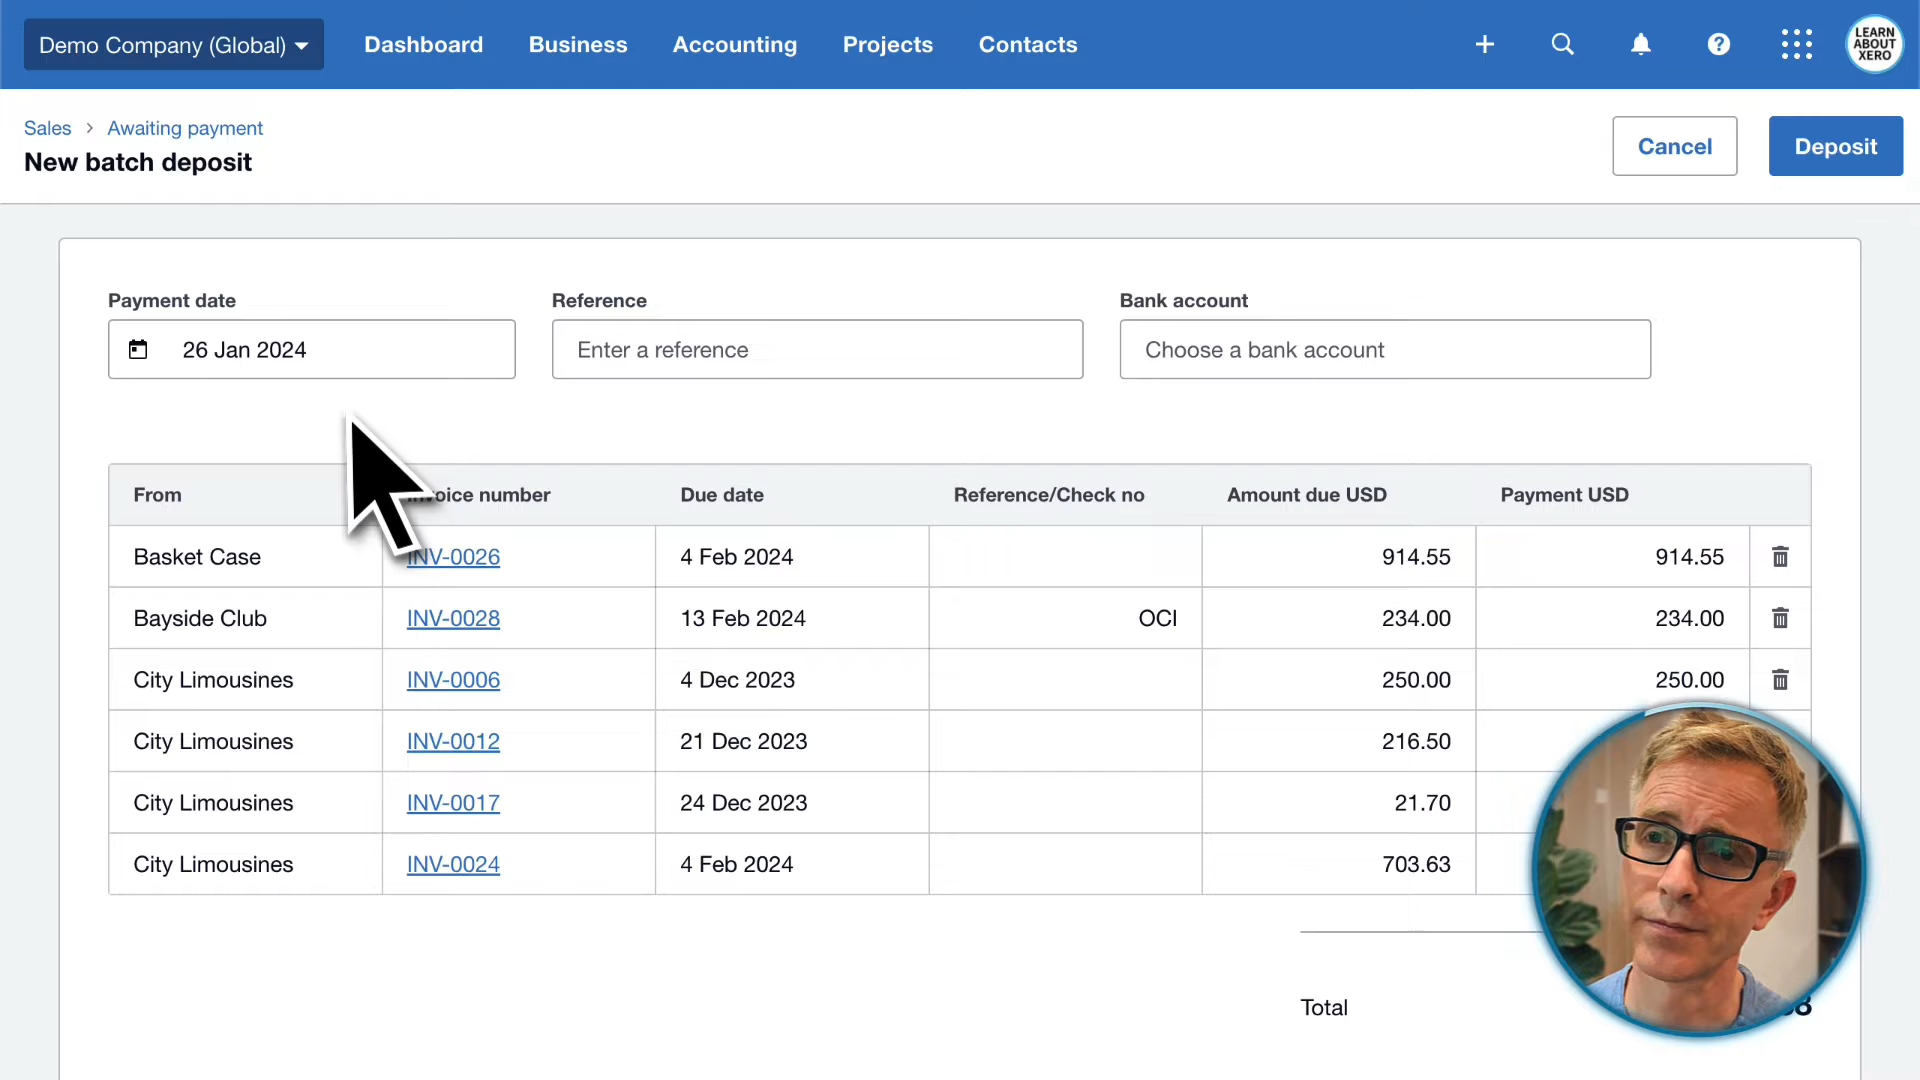 Demo Company (Global) Dashboard Business Accounting Projects Contacts
LEARN
ABOUT
XERO
Sales > Awaiting payment
New batch deposit
Cancel Deposit
Payment date Reference Bank account
26 Jan 2024 Enter a reference Choose a bank account
From Invoice number Due date Reference/Check no Amount due USD Payment USD
Basket Case INV-0026 4 Feb 2024 914.55 914.55
Bayside Club INV-0028 13 Feb 2024 OCI 234.00 234.00
City Limousines INV-0006 4 Dec 2023 250.00 250.00
City Limousines INV-0012 21 Dec 2023 216.50
City Limousines INV-0017 24 Dec 2023 21.70
City Limousines INV-0024 4 Feb 2024 703.63
Total